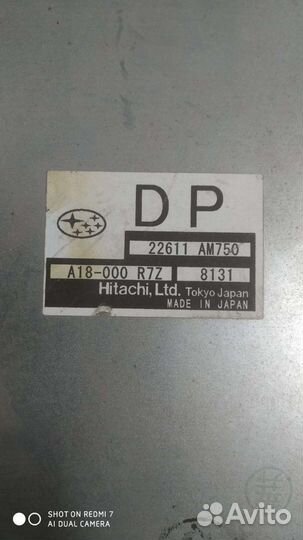 DP
22611 AM750
A18-000 R7Z 8131
Hitachi, Ltd. Tokyo Japan
MADE IN JAPAN
SHOT ON REDMI 7
AI DUAL CAMERA
Avito